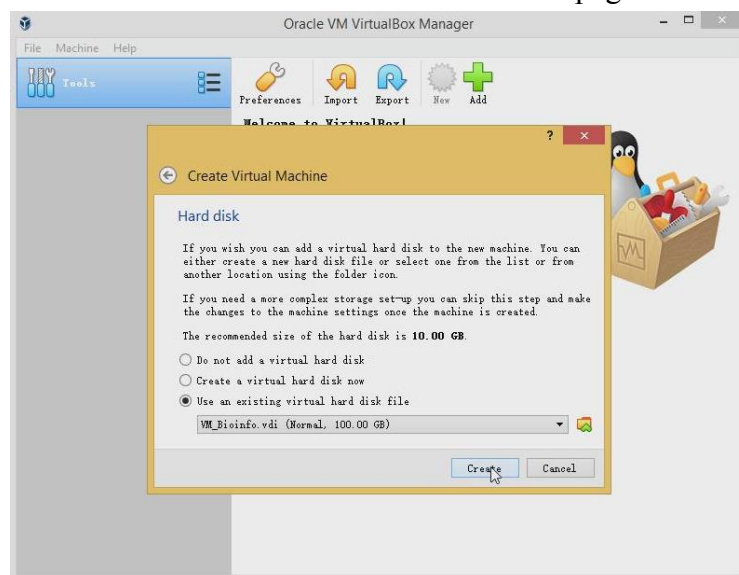 pag
Oracle VM VirtualBox Manager
File Machine Help
Tools
Preferences Import Export New Add
Welcome to VirtualBox!
?
Create Virtual Machine
Hard disk
If you wish you can add a virtual hard disk to the new machine. You can
either create a new hard disk file or select one from the list or from
another location using the folder icon.
If you need a more complex storage set-up you can skip this step and make
the changes to the machine settings once the machine is created.
The recommended size of the hard disk is 10.00 GB.
Do not add a virtual hard disk
Create a virtual hard disk now
Use an existing virtual hard disk file
VM_Bioinfo.vdi (Normal, 100.00 GB)
Create Cancel